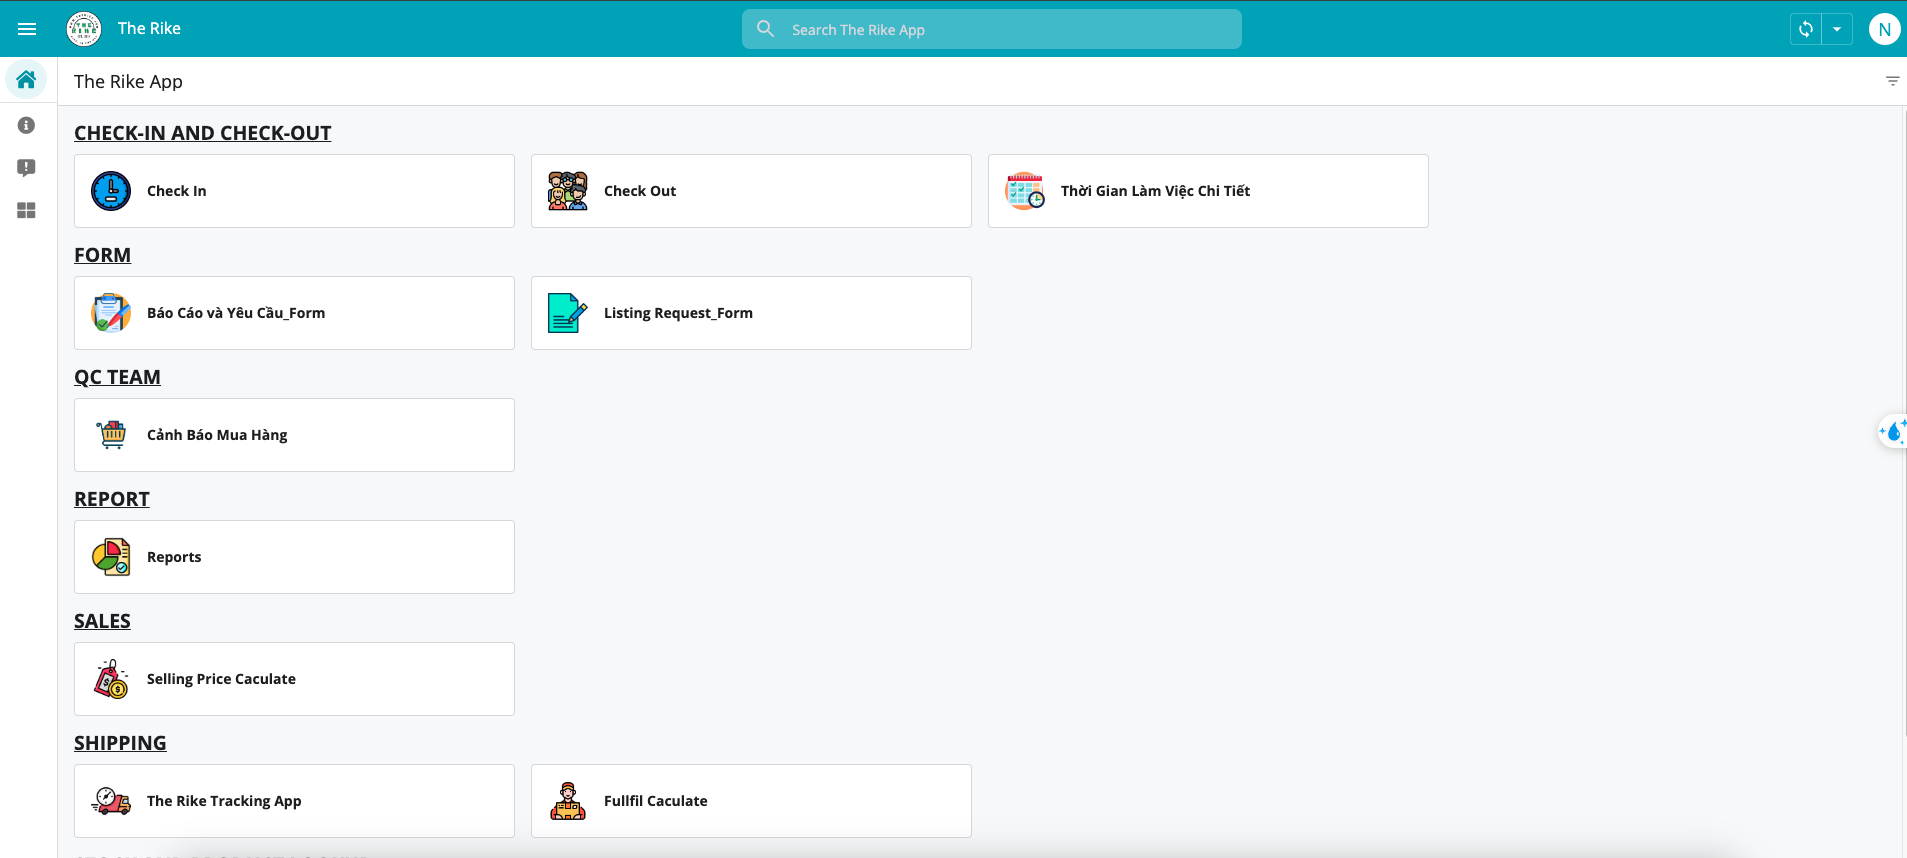 The Rike
Search The Rike App
N
The Rike App
CHECK-IN AND CHECK-OUT
Check In
Check Out
Thời Gian Làm Việc Chi Tiết
FORM
Báo Cáo và Yêu Cầu_Form
Listing Request_Form
QC TEAM
Cảnh Báo Mua Hàng
REPORT
Reports
SALES
Selling Price Caculate
SHIPPING
The Rike Tracking App
Fullfil Caculate